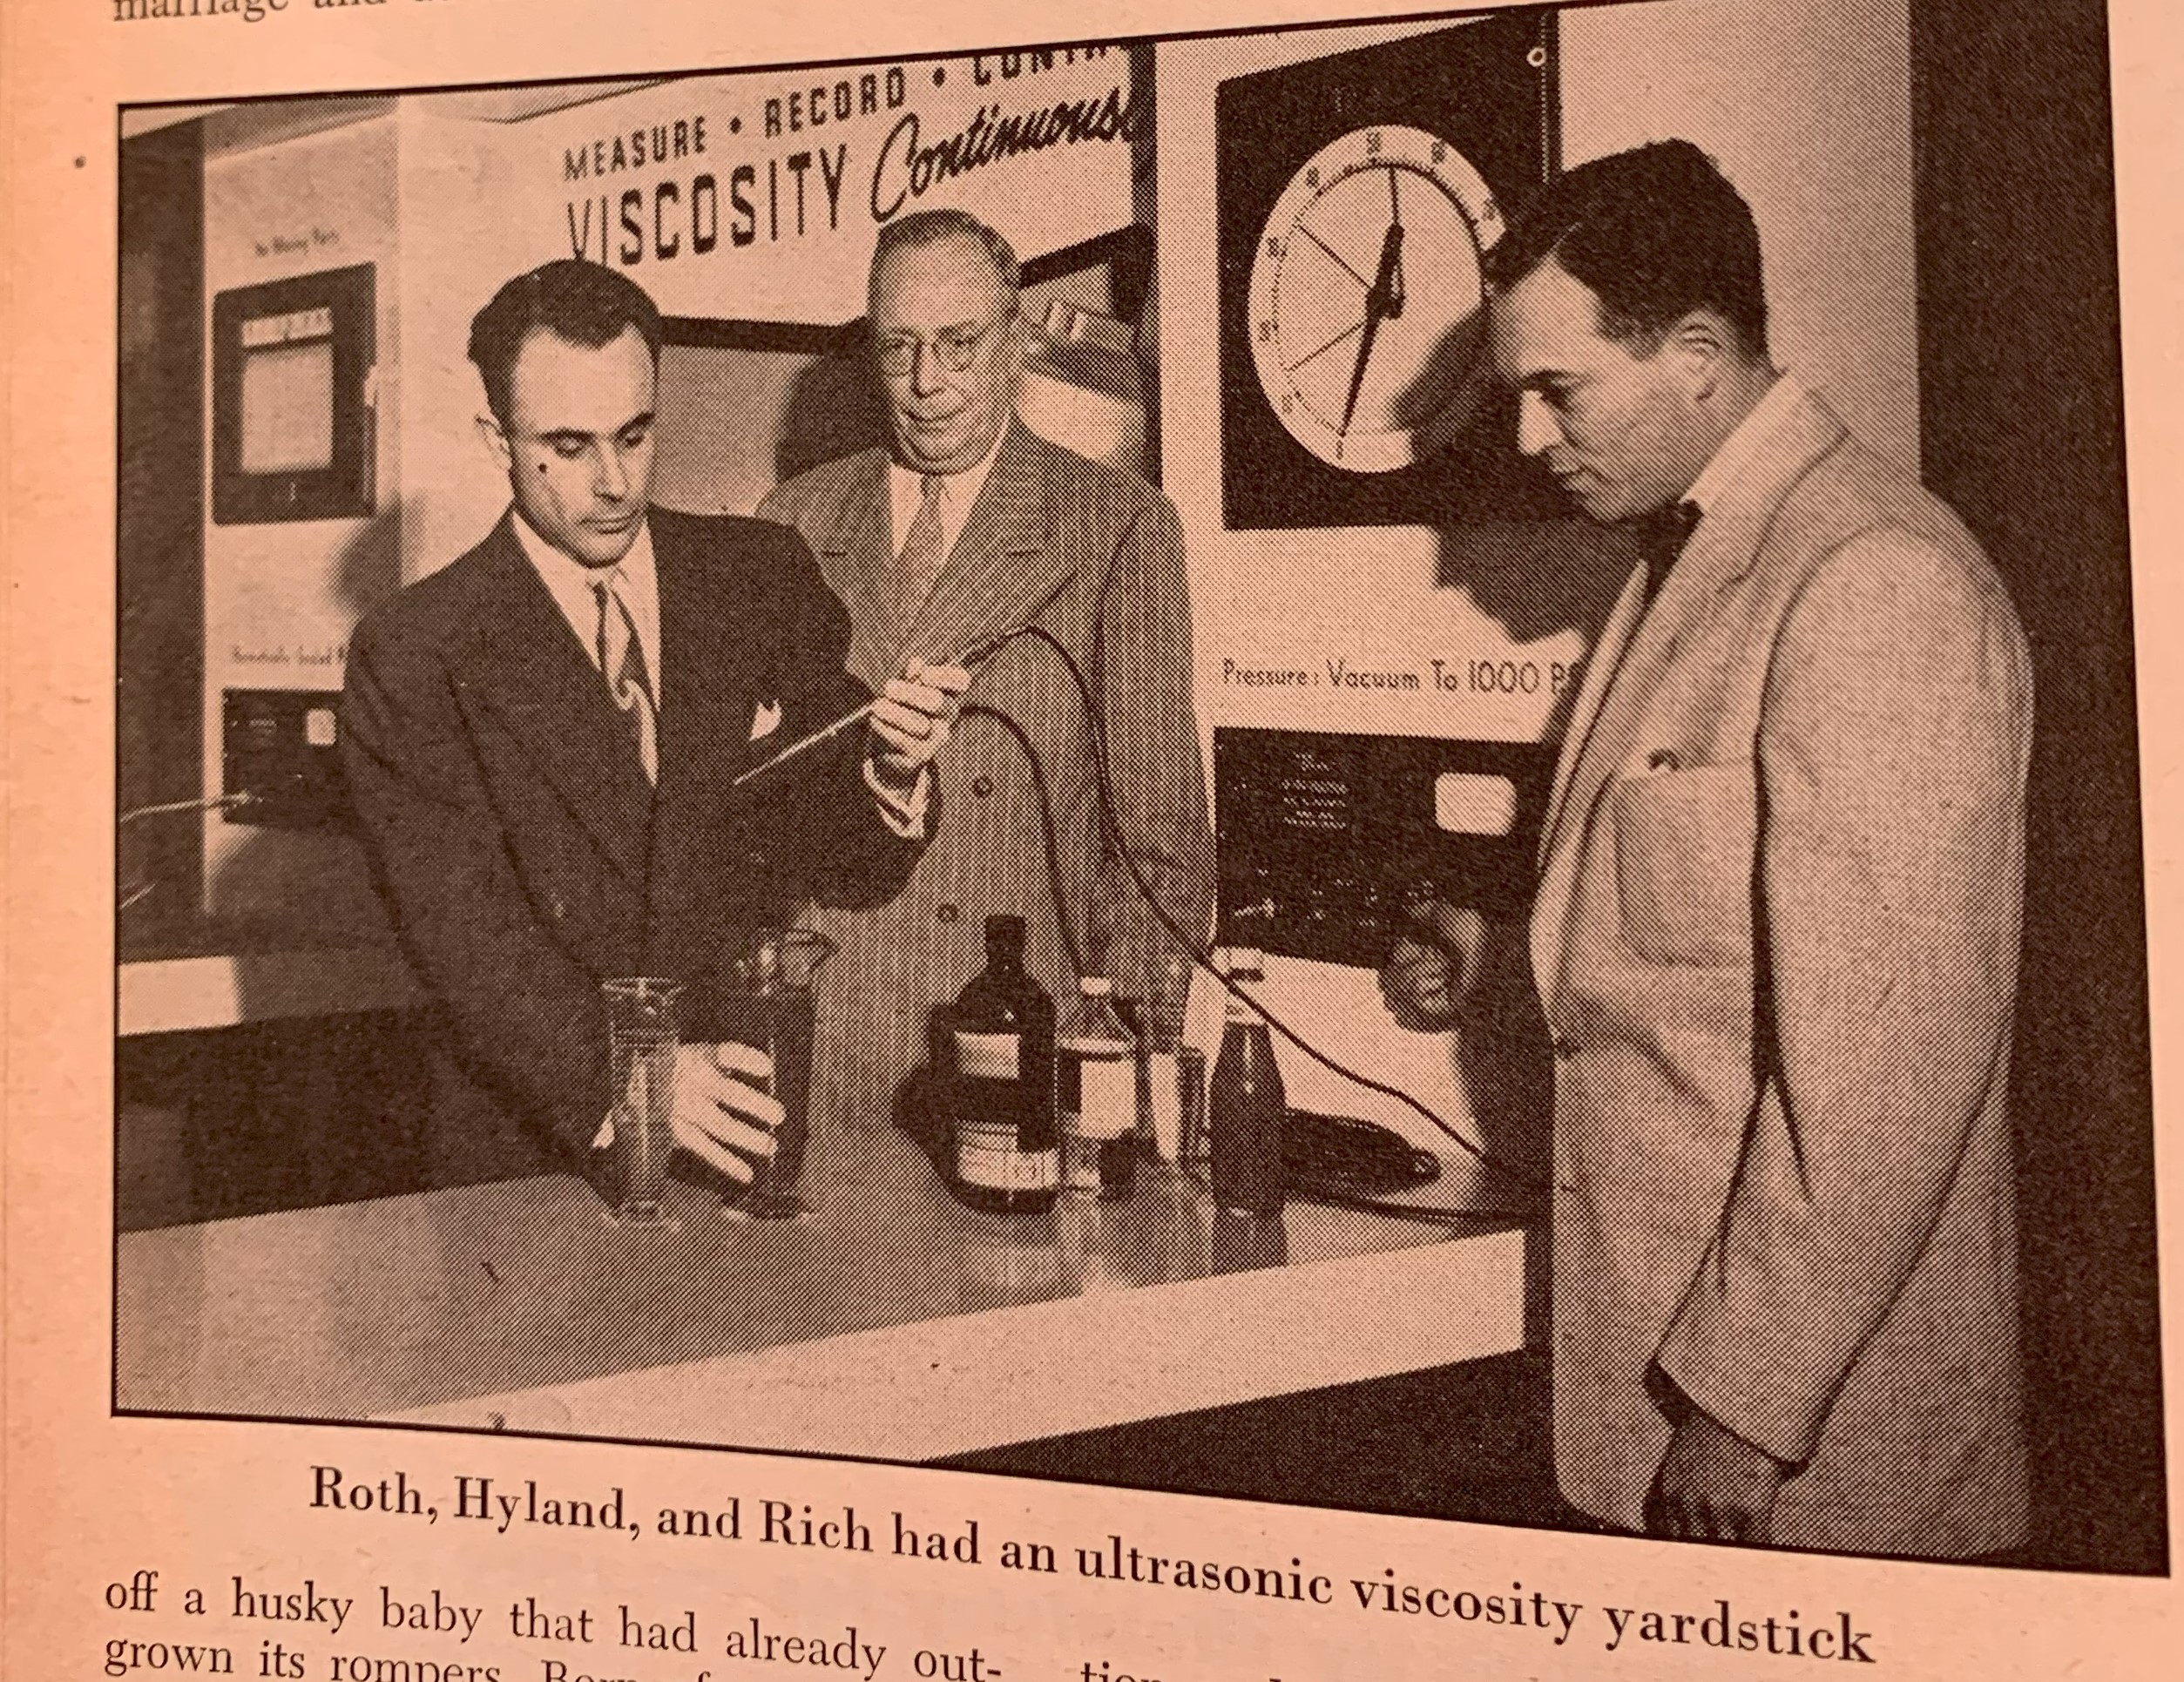 marriage and
MEASURE • RECORD •
VISCOSITY Continuous
Pressure: Vacuum To 1000
Roth, Hyland, and Rich had an ultrasonic viscosity yardstick
off a husky baby that had already out-
grown its rompers.